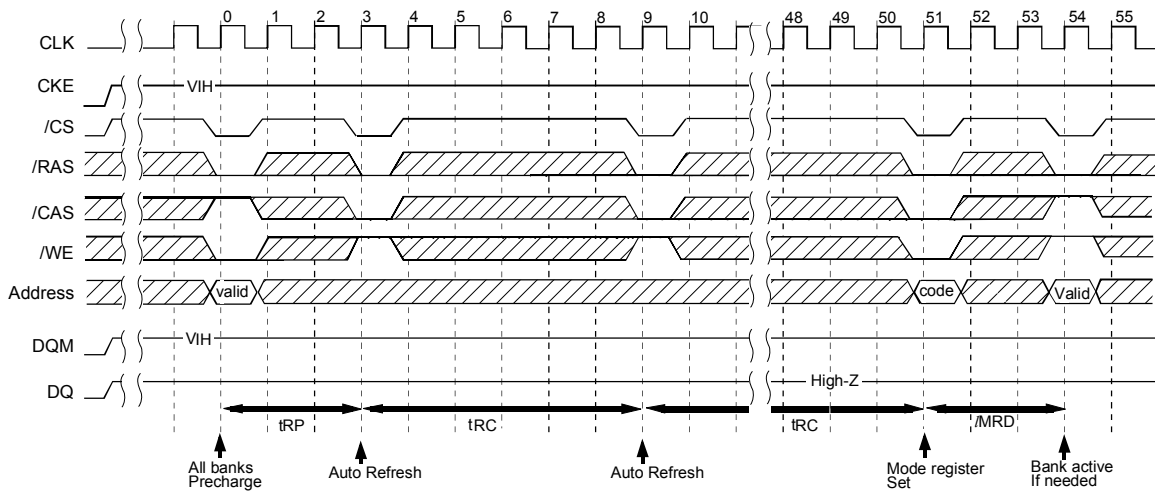 0 1 2 3 4 5 6 7 8 9 10 48 49 50 51 52 53 54 55
CLK
CKE VIH
/CS
/RAS
/CAS
/WE
Address valid code Valid
DQM VIH
DQ High-Z
tRP tRC tRC lMRD
All banks
Precharge
Auto Refresh
Auto Refresh
Mode register
Set
Bank active
If needed